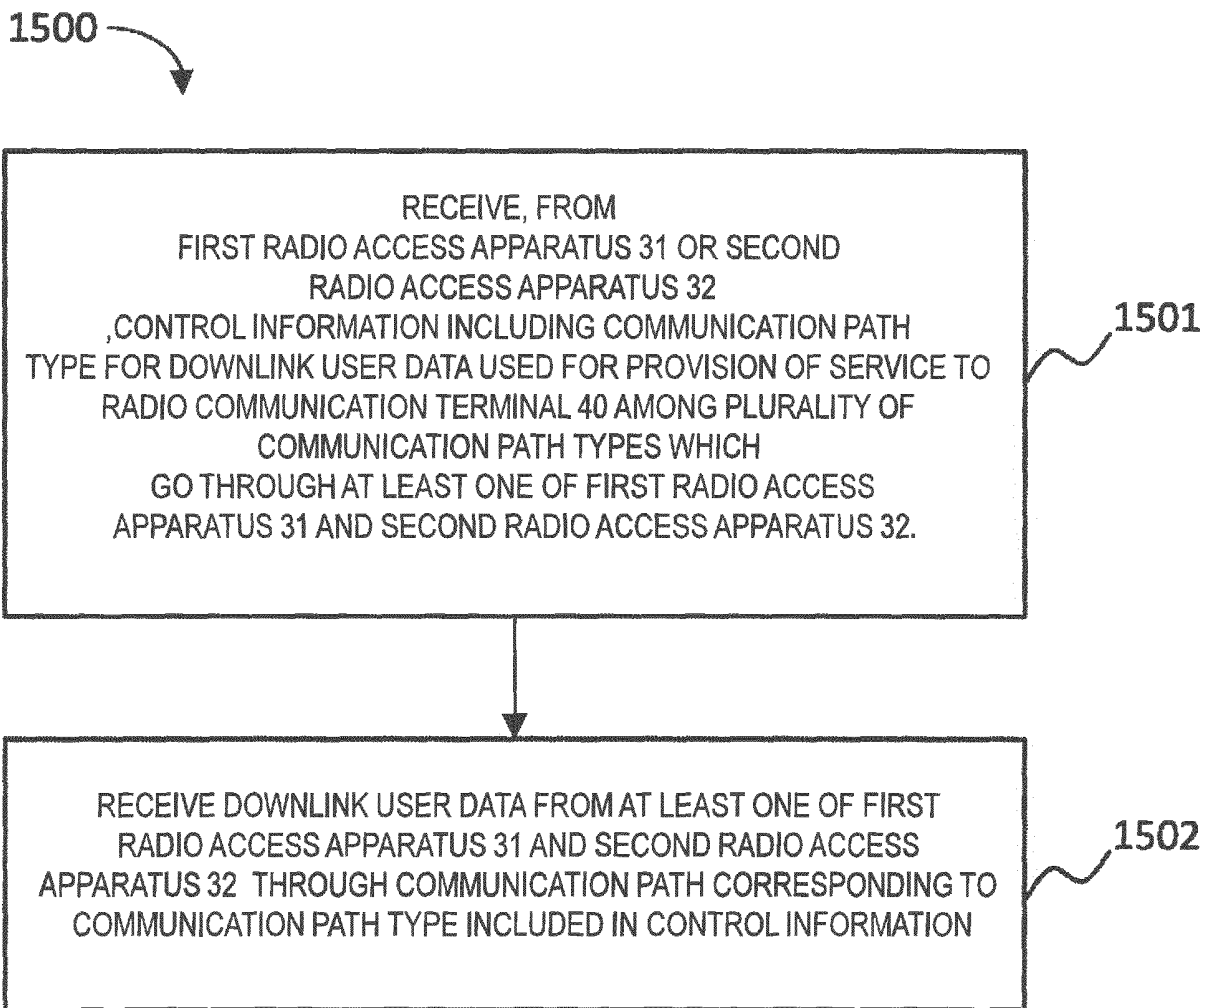 1500
RECEIVE, FROM
FIRST RADIO ACCESS APPARATUS 31 OR SECOND
RADIO ACCESS APPARATUS 32
,CONTROL INFORMATION INCLUDING COMMUNICATION PATH
TYPE FOR DOWNLINK USER DATA USED FOR PROVISION OF SERVICE TO
RADIO COMMUNICATION TERMINAL 40 AMONG PLURALITY OF
COMMUNICATION PATH TYPES WHICH
GO THROUGH AT LEAST ONE OF FIRST RADIO ACCESS
APPARATUS 31 AND SECOND RADIO ACCESS APPARATUS 32.
1501
RECEIVE DOWNLINK USER DATA FROM AT LEAST ONE OF FIRST
RADIO ACCESS APPARATUS 31 AND SECOND RADIO ACCESS
APPARATUS 32 THROUGH COMMUNICATION PATH CORRESPONDING TO
COMMUNICATION PATH TYPE INCLUDED IN CONTROL INFORMATION
1502